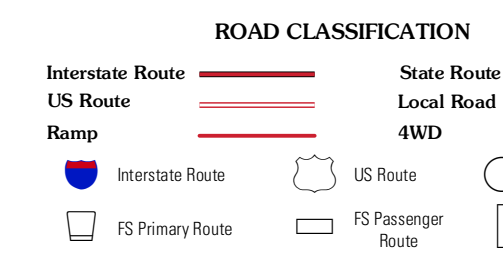 ROAD CLASSIFICATION
Interstate Route State Route
US Route Local Road
Ramp 4WD
Interstate Route US Route
FS Primary Route FS Passenger
Route